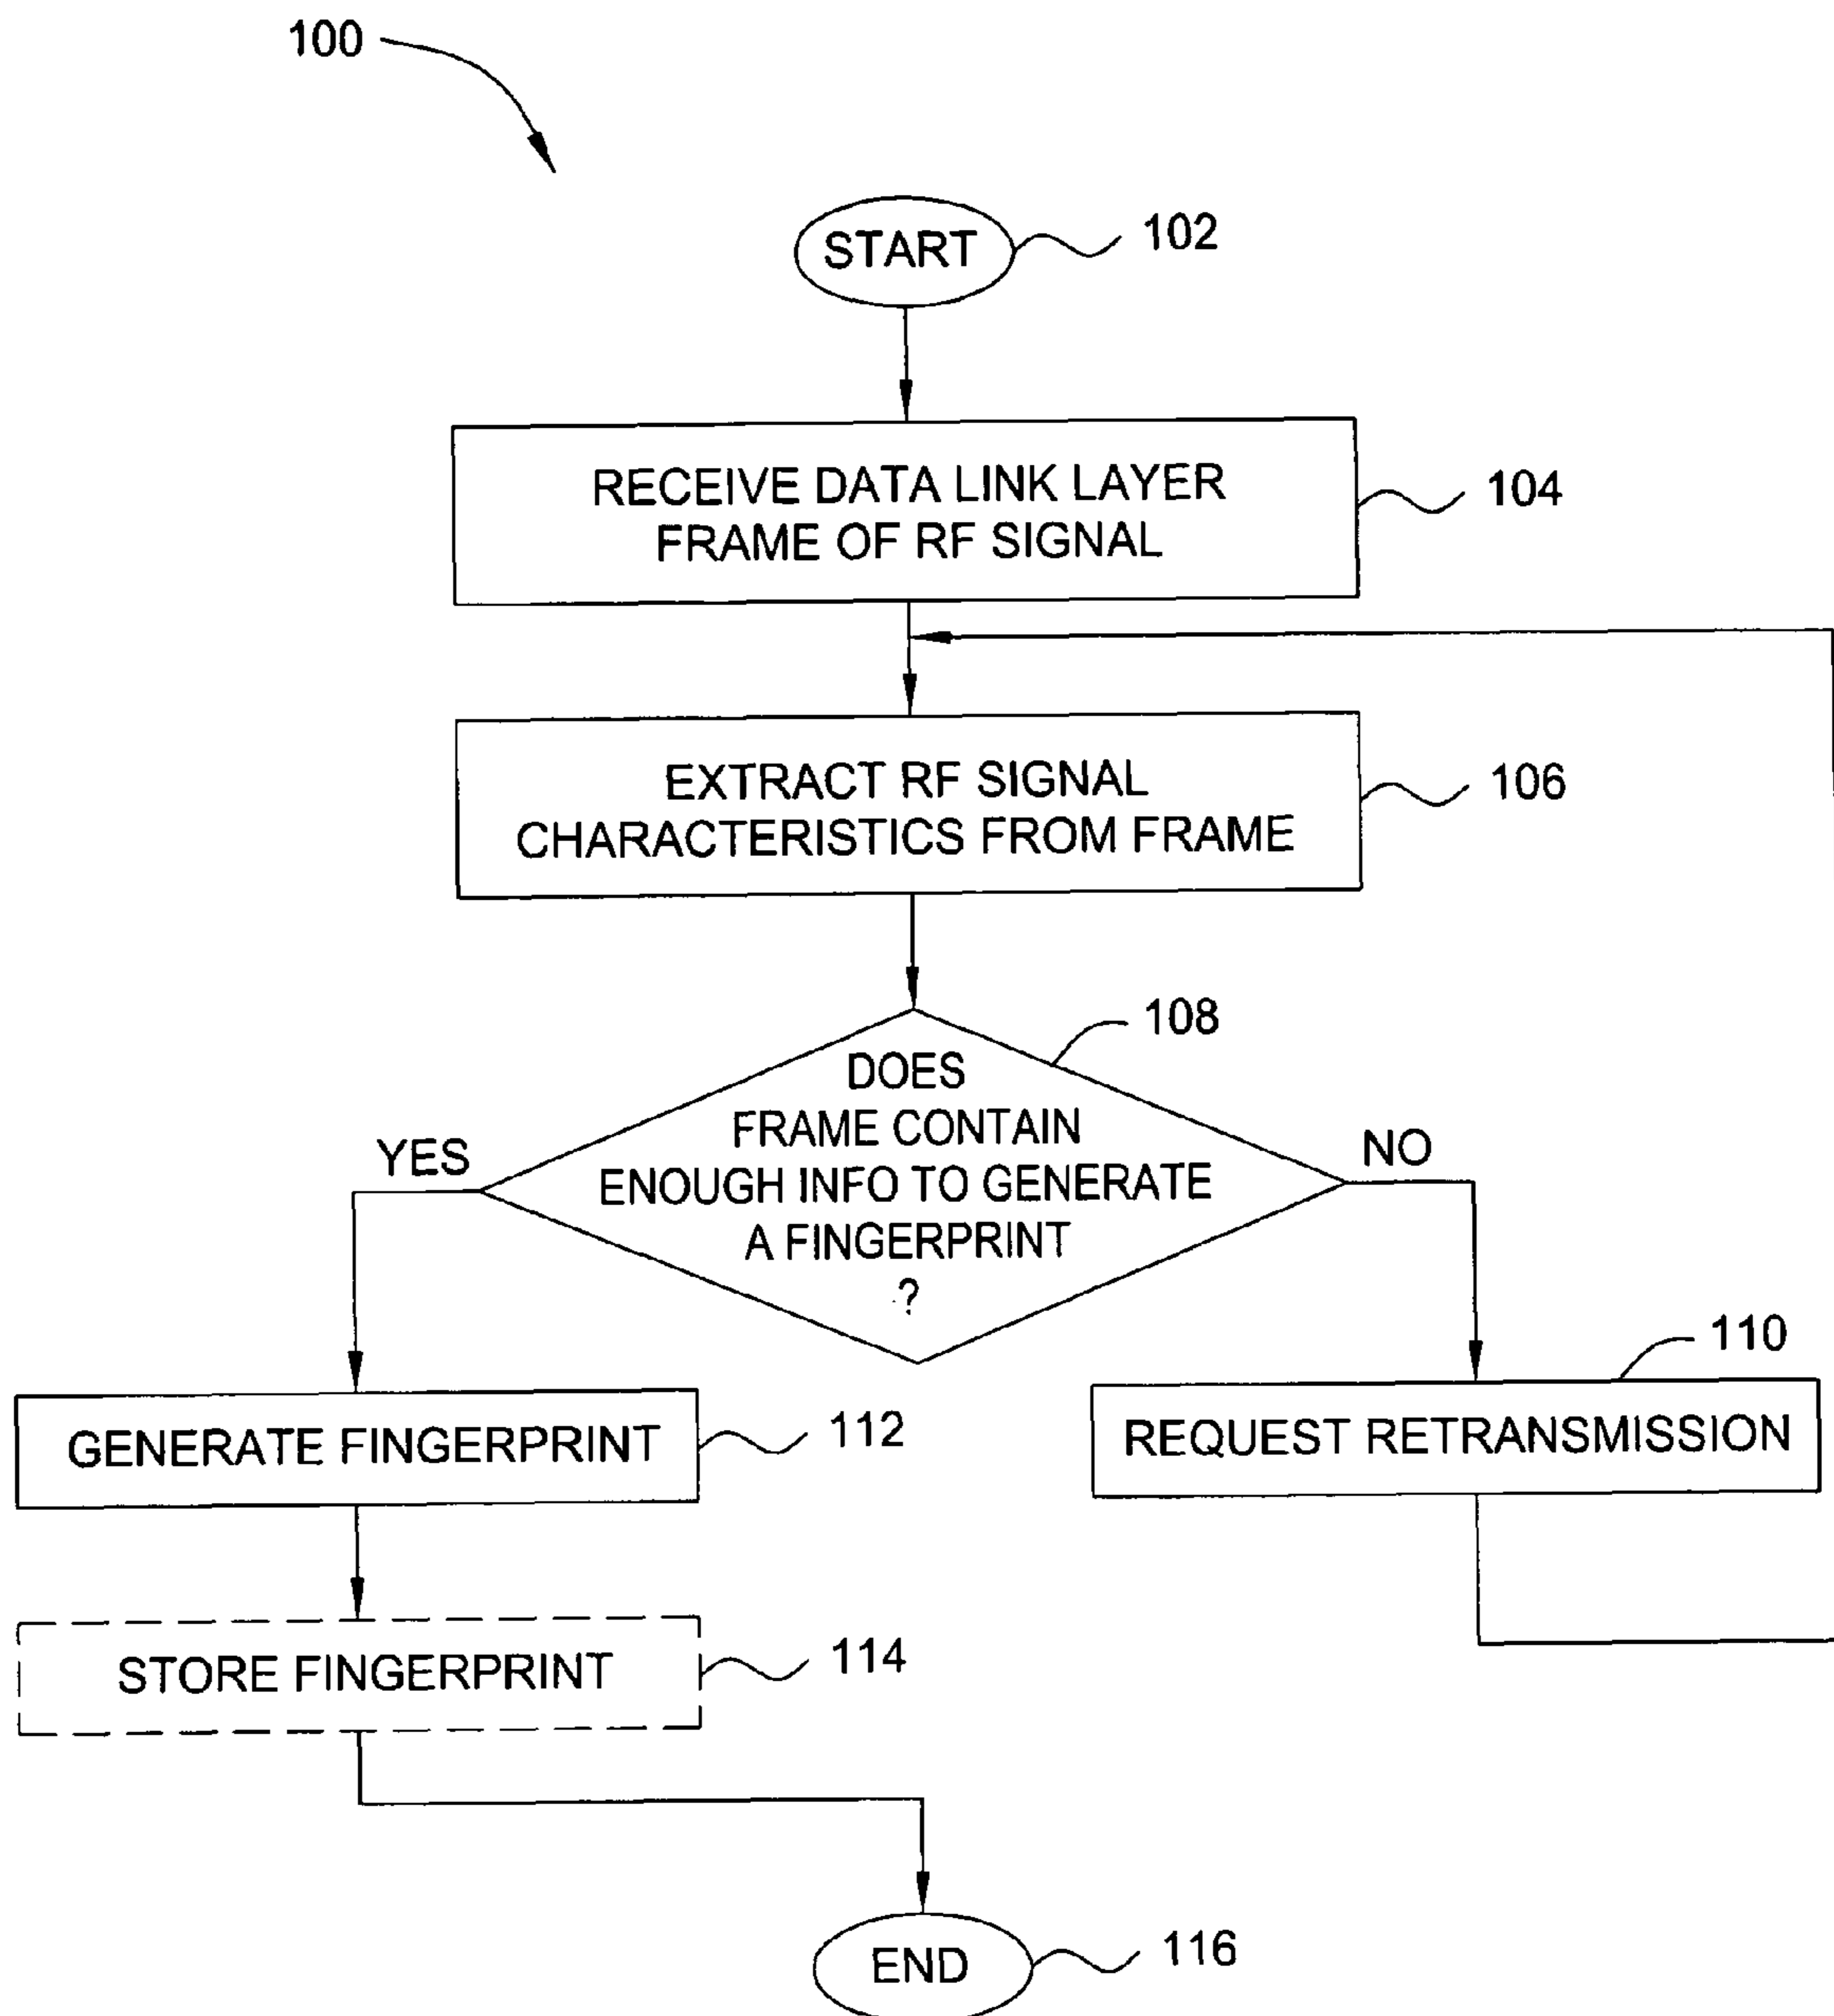 100
START
102
RECEIVE DATA LINK LAYER
FRAME OF RF SIGNAL
104
EXTRACT RF SIGNAL
CHARACTERISTICS FROM FRAME
106
108
DOES
FRAME CONTAIN
ENOUGH INFO TO GENERATE
A FINGERPRINT
?
YES
NO
110
GENERATE FINGERPRINT
112
REQUEST RETRANSMISSION
STORE FINGERPRINT
114
END
116